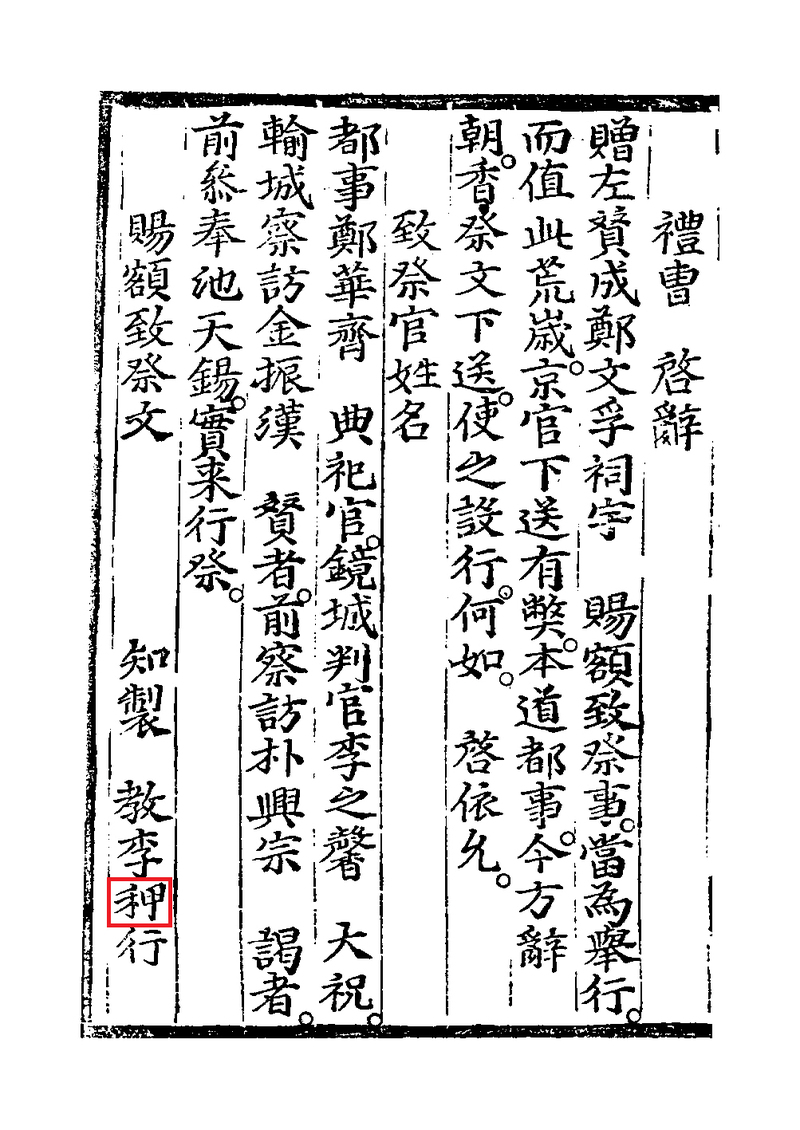 禮曺　啓辭
贈左賛成鄭文孚祠宇　賜額致祭事。當為舉行。
而值此荒歲。京官下送有弊。本道都事。今方辭
朝。香祭文下送。使之設行。何如。　啓依允。
致祭官姓名
都事鄭華齊　典祀官。鏡城判官李之馨　大祝。
輸城察訪金振漢　賛者。前察訪朴興宗　謁者。
前叅奉池天錫。實来行祭。
賜額致祭文　知製　教李行